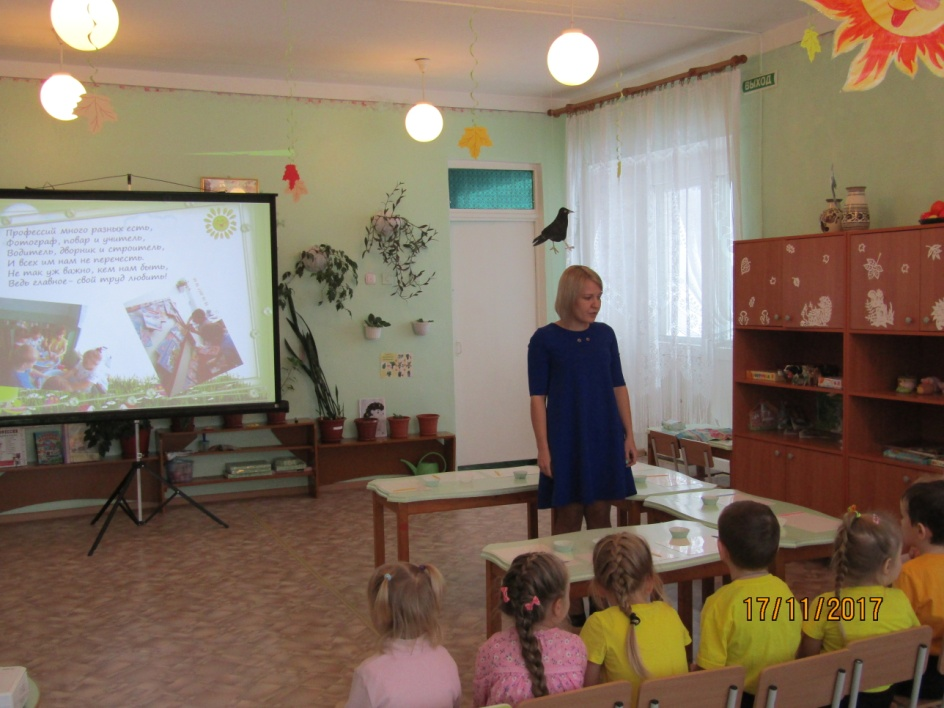 Профессий много разных есть,
Фотограф, повар и учитель,
Водитель, дворник и строитель,
И всех им нам не перечесть.
Не так уж важно, кем нам быть,
Ведь главное - свой труд любить!
ВЫХОД
17/11/2017